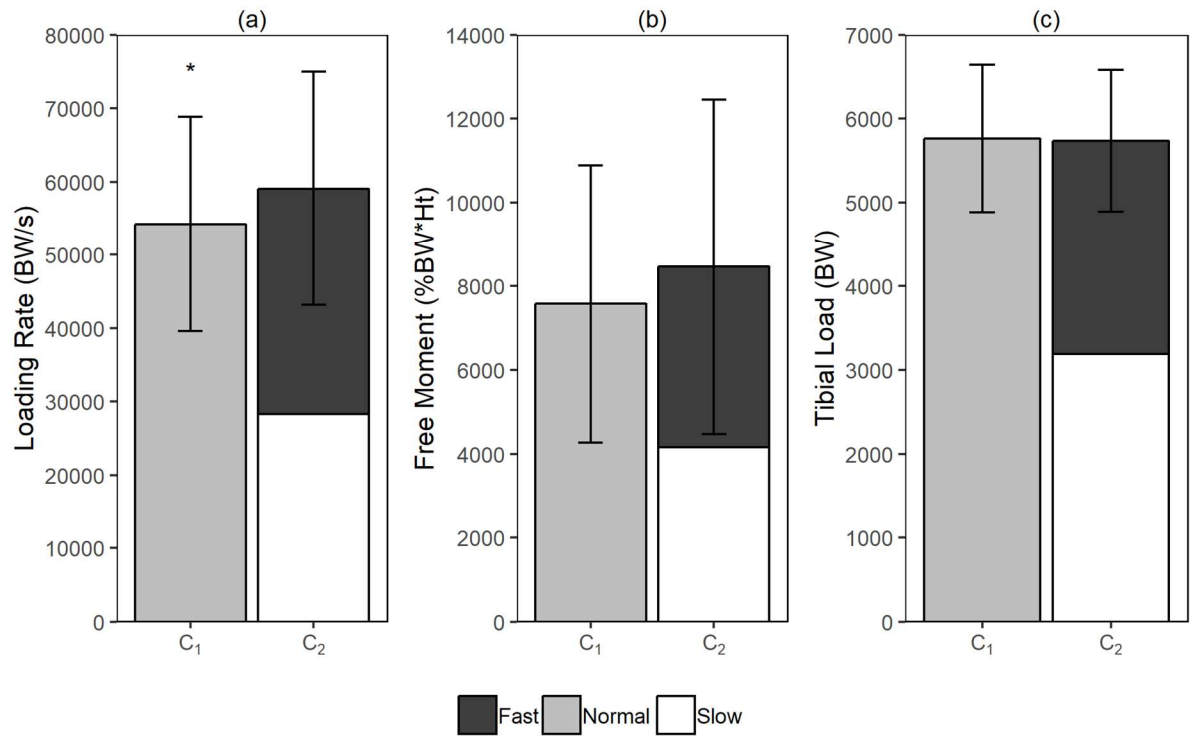 (a)
Loading Rate (BW/s)
80000
70000
60000
50000
40000
30000
20000
10000
0
*
C₁ C₂
(b)
Free Moment (%BW*Ht)
14000
12000
10000
8000
6000
4000
2000
0
C₁ C₂
(c)
Tibial Load (BW)
7000
6000
5000
4000
3000
2000
1000
0
C₁ C₂
Fast Normal Slow